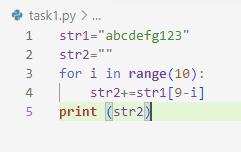 task1.py > ...
1 str1="abcdefg123"
2 str2=""
3 for i in range(10):
4     str2+=str1[9-i]
5 print (str2)